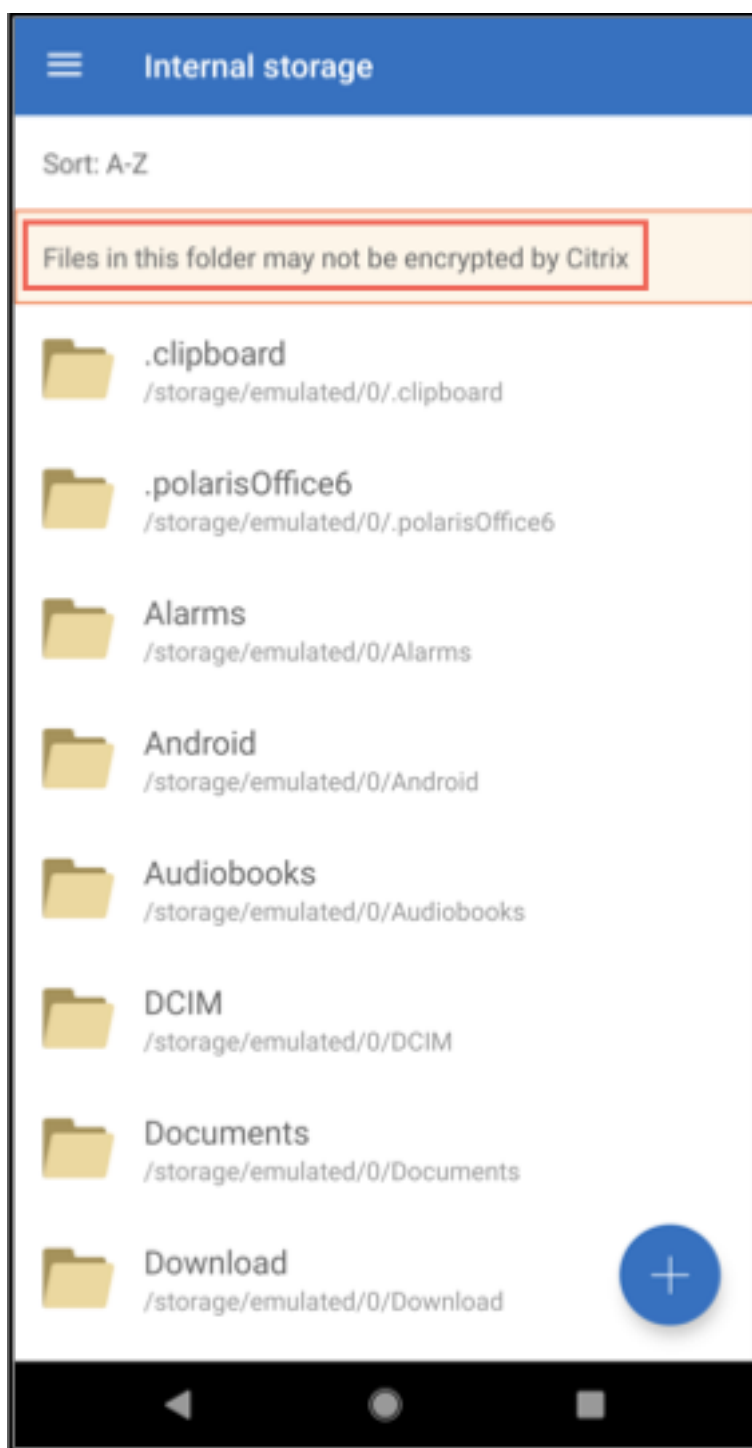 Internal storage
Sort: A-Z
Files in this folder may not be encrypted by Citrix
.clipboard
/storage/emulated/0/.clipboard
.polarisOffice6
/storage/emulated/0/.polarisOffice6
Alarms
/storage/emulated/0/Alarms
Android
/storage/emulated/0/Android
Audiobooks
/storage/emulated/0/Audiobooks
DCIM
/storage/emulated/0/DCIM
Documents
/storage/emulated/0/Documents
Download
/storage/emulated/0/Download